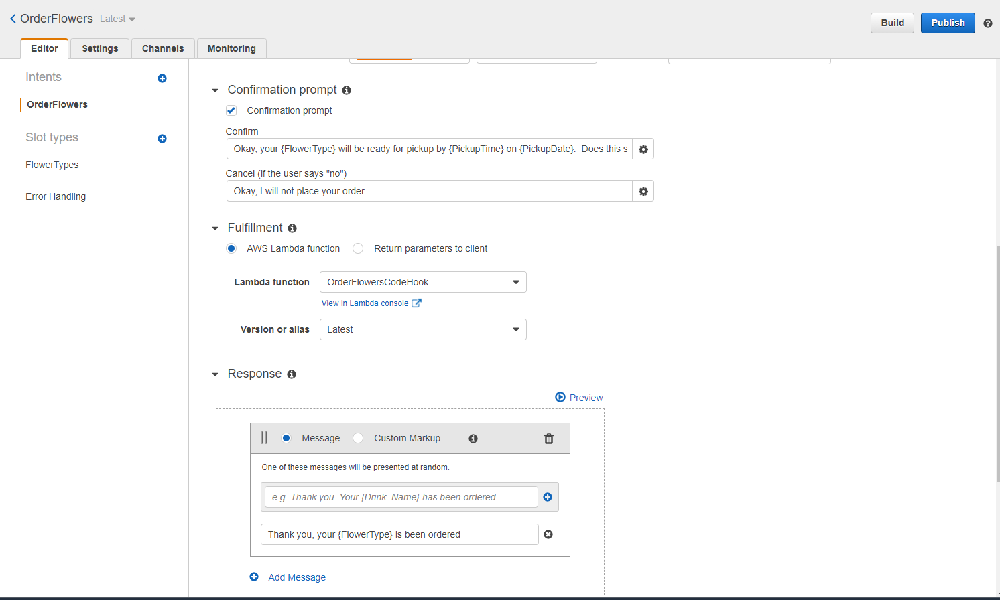 OrderFlowers Latest
Build Publish
Editor Settings Channels Monitoring
Intents
OrderFlowers
Slot types
FlowerTypes
Error Handling
Confirmation prompt
Confirmation prompt
Confirm
Okay, your {FlowerType} will be ready for pickup by {PickupTime} on {PickupDate}.  Does this s
Cancel (if the user says "no")
Okay, I will not place your order.
Fulfillment
AWS Lambda function Return parameters to client
Lambda function OrderFlowersCodeHook
View in Lambda console
Version or alias Latest
Response
Preview
Message Custom Markup
One of these messages will be presented at random.
e.g. Thank you. Your {Drink_Name} has been ordered.
Thank you, your {FlowerType} is been ordered
Add Message